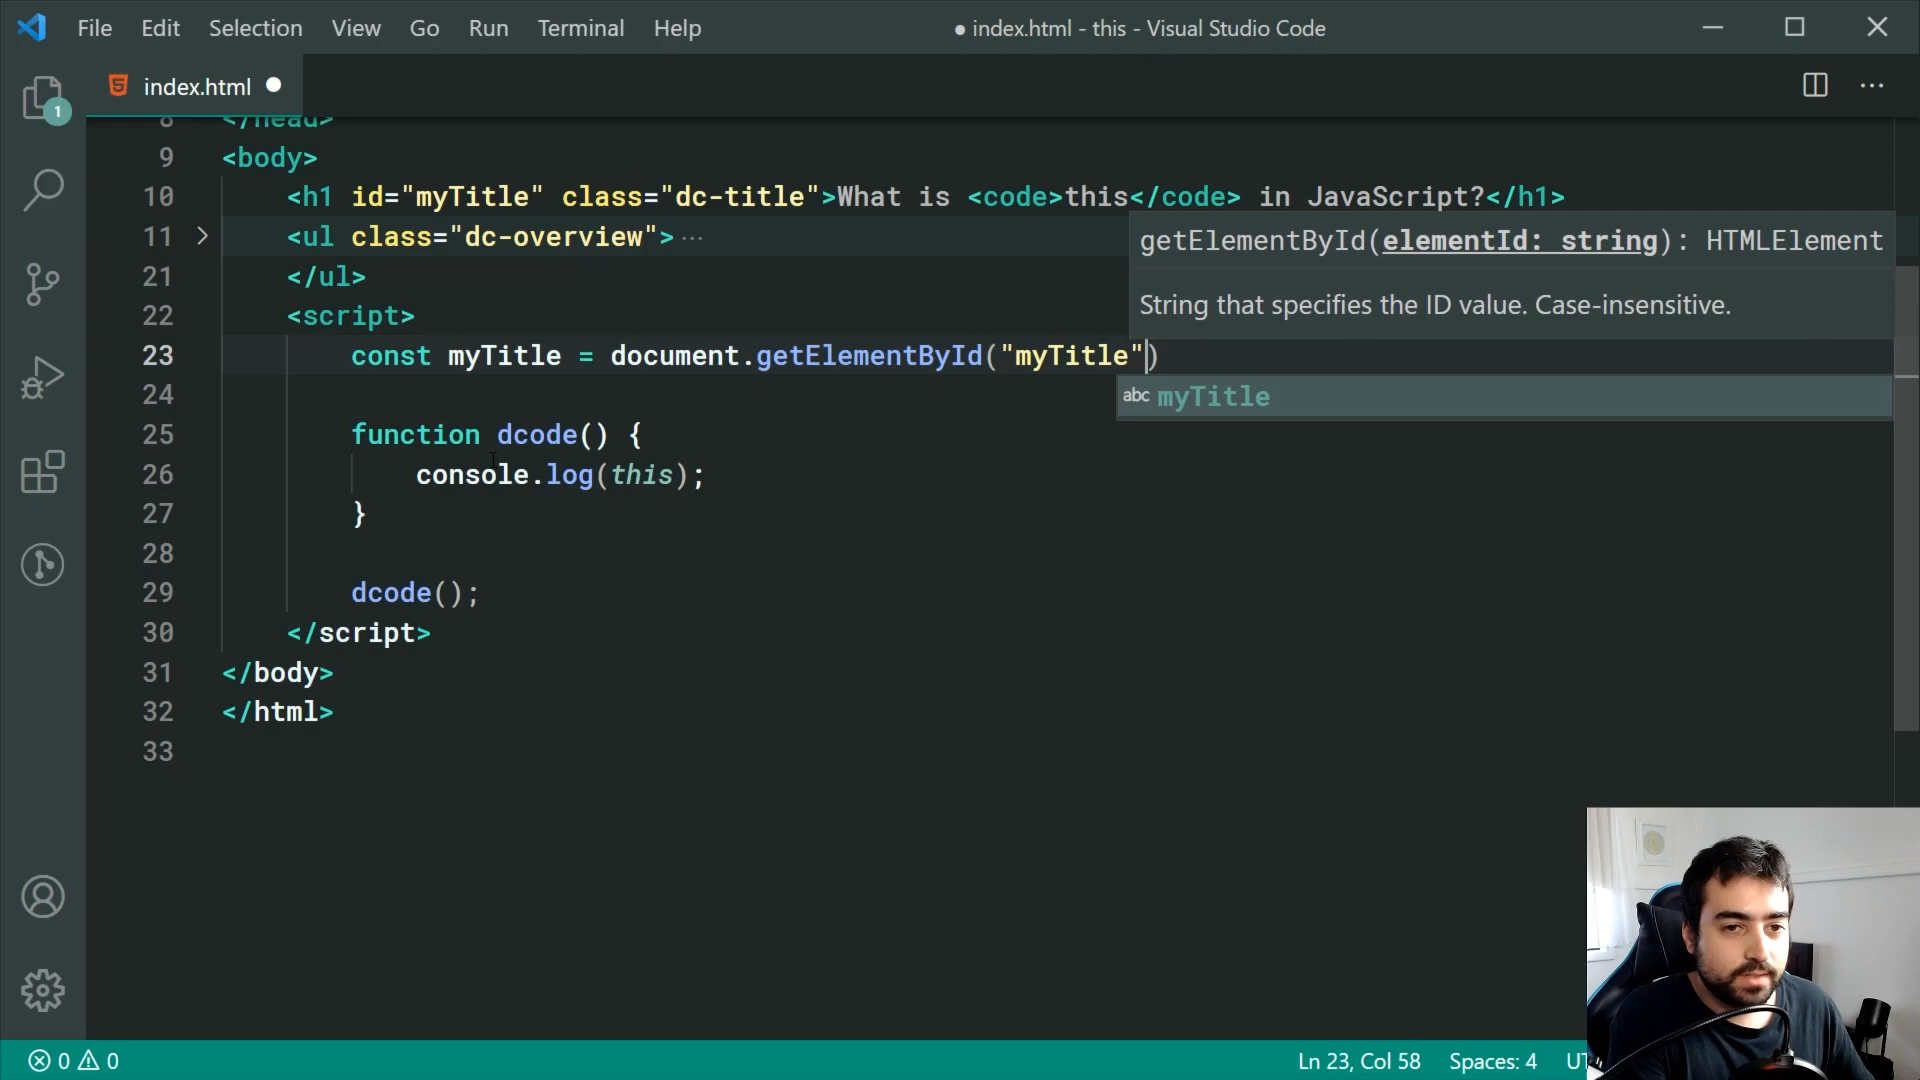 File Edit Selection View Go Run Terminal Help ● index.html - this - Visual Studio Code
1
index.html
8 </head>
9 <body>
10 <h1 id="myTitle" class="dc-title">What is <code>this</code> in JavaScript?</h1>
11 <ul class="dc-overview"> ...
getElementById(elementId: string): HTMLElement
21 </ul>
String that specifies the ID value. Case-insensitive.
22 <script>
23 const myTitle = document.getElementById("myTitle")
24
abc myTitle
25 function dcode() {
26 console.log(this);
27 }
28
29 dcode();
30 </script>
31 </body>
32 </html>
33
0 0 Ln 23, Col 58 Spaces: 4